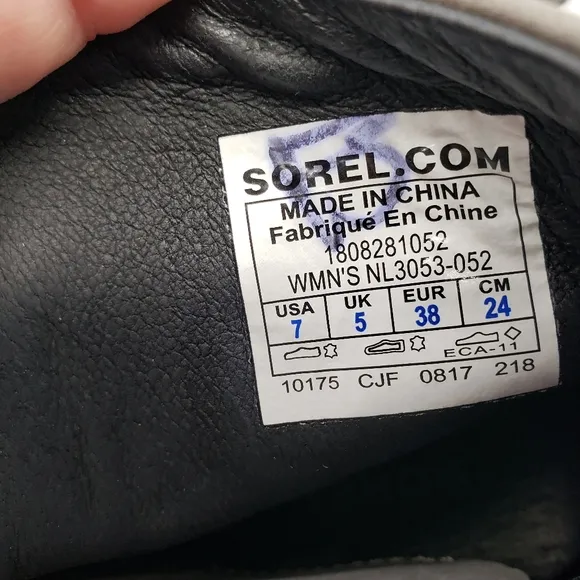 SOREL.COM
MADE IN CHINA
Fabriqué En Chine
1808281052
WMN'S NL3053-052
USA UK EUR CM
7 5 38 24
ECA-11
10175 CJF 0817 218